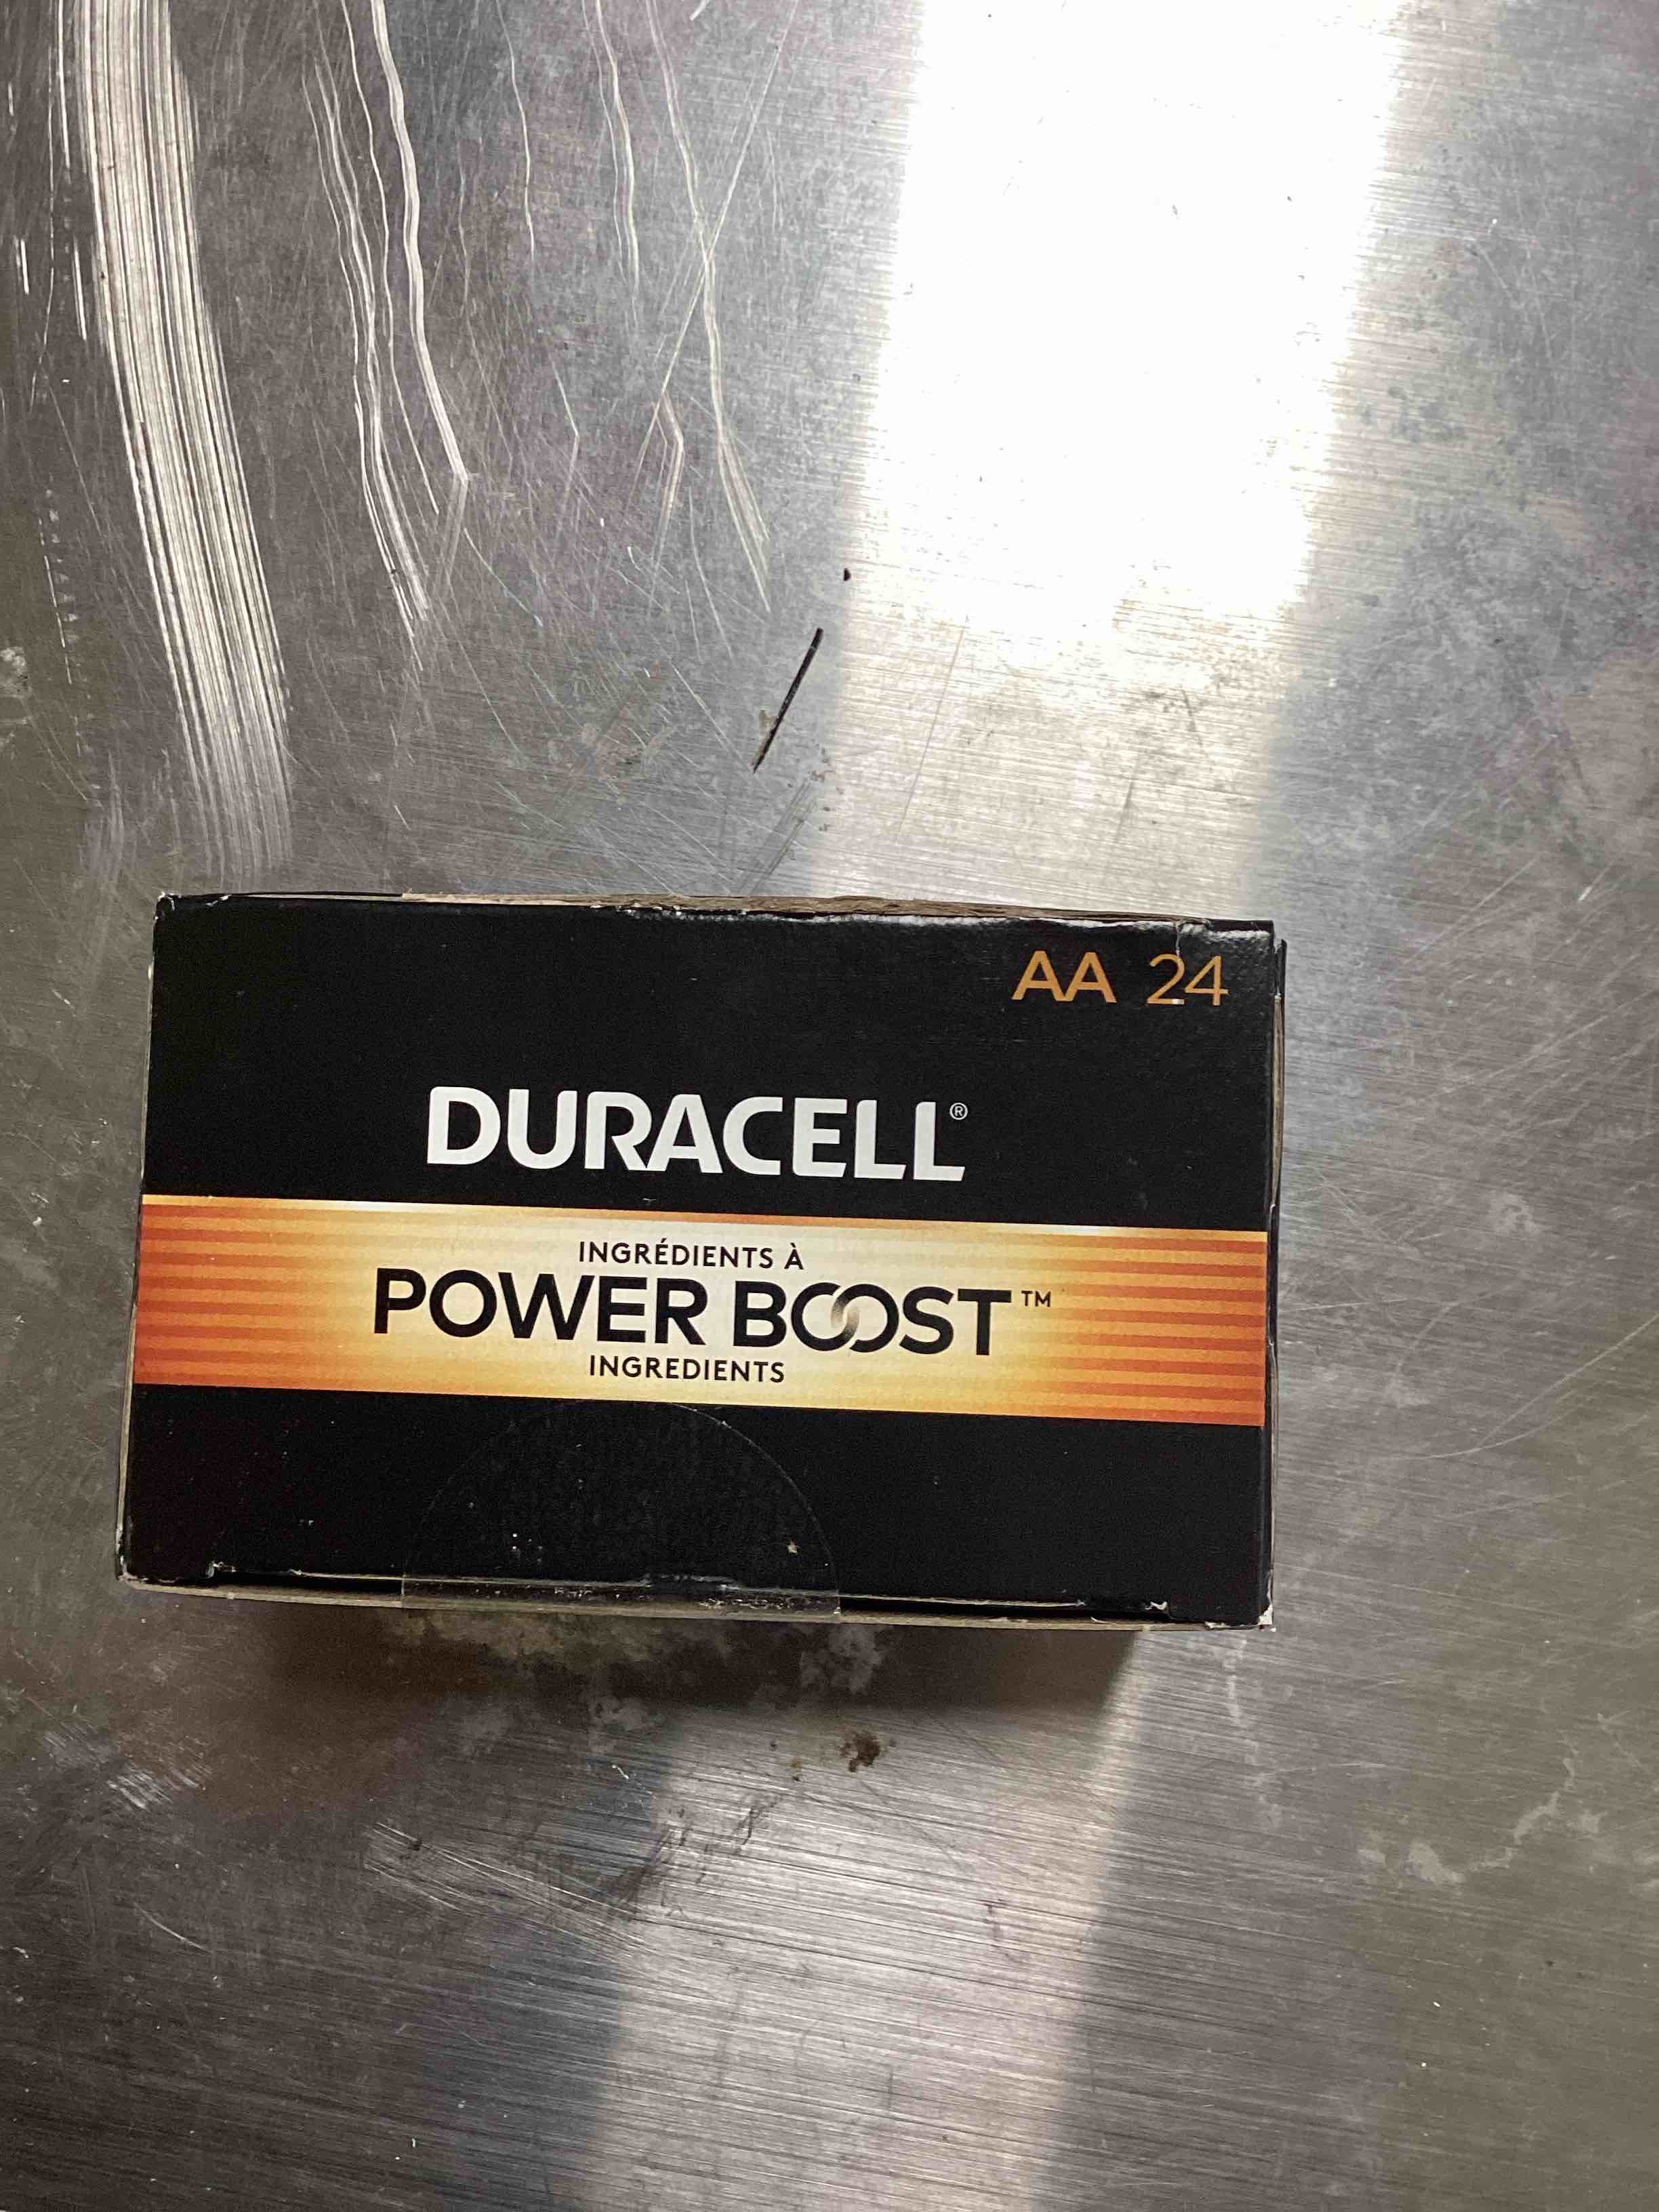 AA 24
DURACELL®
INGRÉDIENTS À
POWER BOOST™
INGREDIENTS